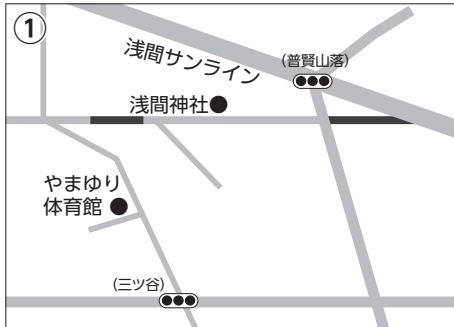 ①
浅間サンライン
(普賢山落)
浅間神社
やまゆり
体育館
(三ツ谷)